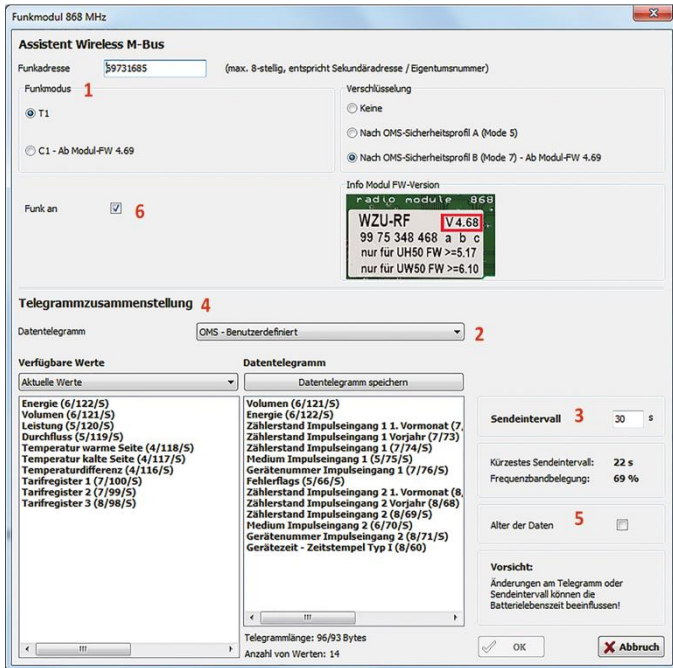 Funkmodul 868 MHz
Assistent Wireless M-Bus
Funkadresse 59731685 (max. 8-stellig, entspricht Sekundäradresse / Eigentumsnummer)
Funkmodus 1
T1
C1 - Ab Modul-FW 4.69
Verschlüsselung
Keine
Nach OMS-Sicherheitsprofil A (Mode 5)
Nach OMS-Sicherheitsprofil B (Mode 7) - Ab Modul-FW 4.69
Funk an 6
Info Modul FW-Version
radio module 868
WZU-RF V 4.68
99 75 348 468 a b c
nur für UH50 FW >=5.17
nur für UW50 FW >=6.10
Telegrammzusammenstellung 4
Datentelegramm OMS - Benutzerdefiniert 2
Verfügbare Werte
Aktuelle Werte
Energie (6/122/S)
Volumen (6/121/S)
Leistung (5/120/S)
Durchfluss (5/119/S)
Temperatur warme Seite (4/118/S)
Temperatur kalte Seite (4/117/S)
Temperaturdifferenz (4/116/S)
Tarifregister 1 (7/100/S)
Tarifregister 2 (7/99/S)
Tarifregister 3 (8/98/S)
Datentelegramm
Datentelegramm speichern
Volumen (6/121/S)
Energie (6/122/S)
Zählerstand Impulseingang 1 1. Vormonat (7,
Zählerstand Impulseingang 1 Vorjahr (7/73)
Zählerstand Impulseingang 1 (7/74/S)
Medium Impulseingang 1 (5/75/S)
Gerätenummer Impulseingang 1 (7/76/S)
Fehlerflags (5/66/S)
Zählerstand Impulseingang 2 1. Vormonat (8,
Zählerstand Impulseingang 2 Vorjahr (8/68)
Zählerstand Impulseingang 2 (8/69/S)
Medium Impulseingang 2 (6/70/S)
Gerätenummer Impulseingang 2 (8/71/S)
Gerätezeit - Zeitstempel Typ I (8/60)
Telegrammlänge: 96/93 Bytes
Anzahl von Werten: 14
Sendeintervall 3 30 s
Kürzestes Sendeintervall: 22 s
Frequenzbandbelegung: 69 %
Alter der Daten 5
Vorsicht:
Änderungen am Telegramm oder
Sendeintervall können die
Batterielebenszeit beeinflussen!
OK
Abbruch